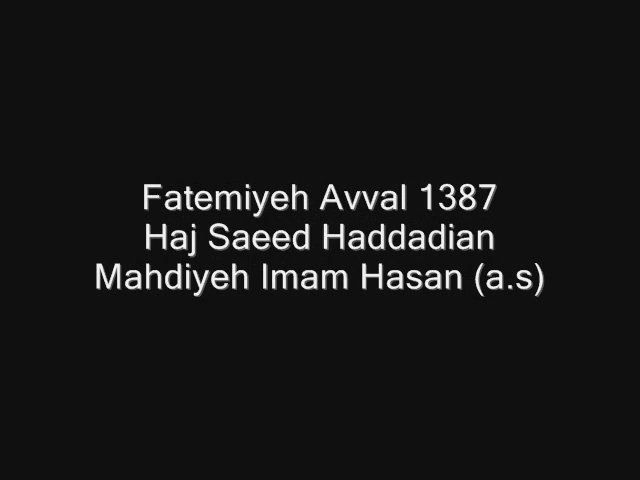 Fatemiyeh Avval 1387
Haj Saeed Haddadian
Mahdiyeh Imam Hasan (a.s)